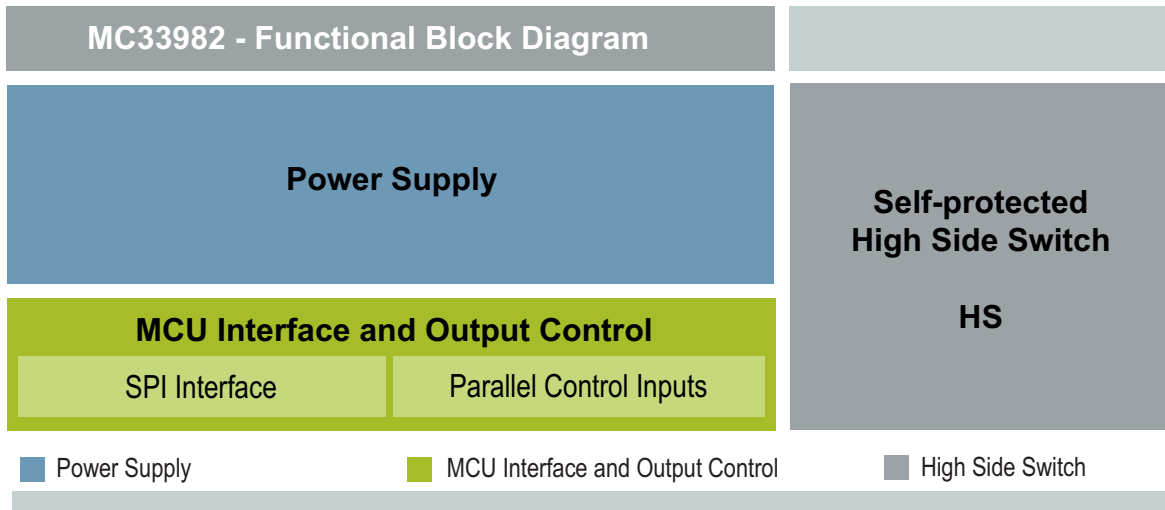 MC33982 - Functional Block Diagram
Power Supply
Self-protected
High Side Switch
HS
MCU Interface and Output Control
SPI Interface
Parallel Control Inputs
Power Supply
MCU Interface and Output Control
High Side Switch